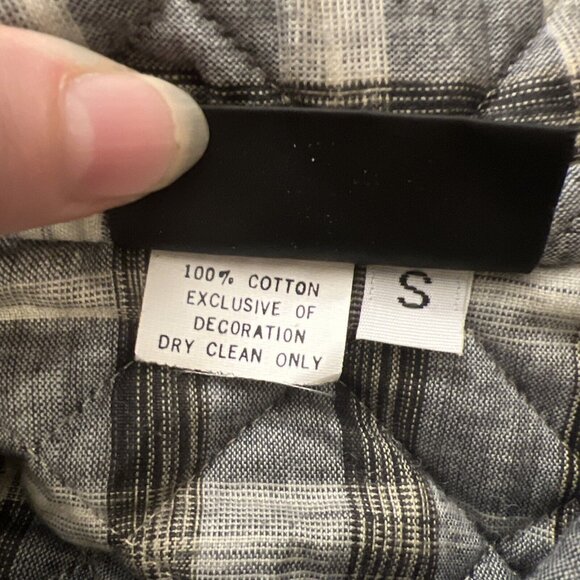 100% COTTON
EXCLUSIVE OF
DECORATION
DRY CLEAN ONLY
S